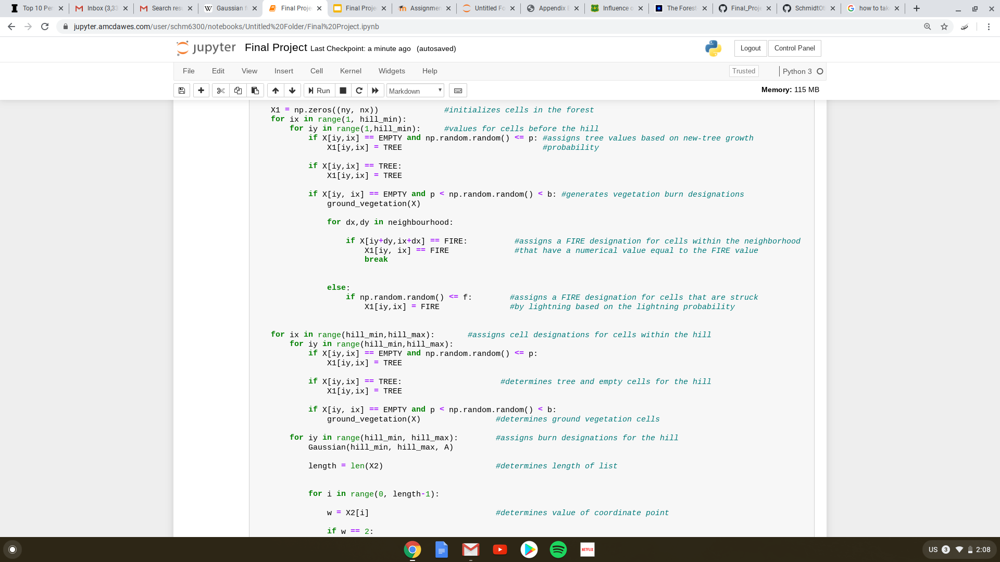 Top 10 Per
Inbox (3,33
Search resu
Gaussian f
Final Proje
Final Proje
Assignmen
Untitled Fo
Appendix E
Influence o
The Forest-
Final_Proje
SchmidtOt
how to tak
jupyter.amcdawes.com/user/schm6300/notebooks/Untitled%20Folder/Final%20Project.ipynb
jupyter Final Project Last Checkpoint: a minute ago (autosaved)
Logout Control Panel
File Edit View Insert Cell Kernel Widgets Help Trusted Python 3
Run Markdown Memory: 115 MB
X1 = np.zeros((ny, nx)) #initializes cells in the forest
for ix in range(1, hill_min):
for iy in range(1,hill_min): #values for cells before the hill
if X[iy,ix] == EMPTY and np.random.random() <= p: #assigns tree values based on new-tree growth
X1[iy,ix] = TREE #probability
if X[iy,ix] == TREE:
X1[iy,ix] = TREE
if X[iy, ix] == EMPTY and p < np.random.random() < b: #generates vegetation burn designations
ground_vegetation(X)
for dx,dy in neighbourhood:
if X[iy+dy,ix+dx] == FIRE: #assigns a FIRE designation for cells within the neighborhood
X1[iy, ix] == FIRE #that have a numerical value equal to the FIRE value
break
else:
if np.random.random() <= f: #assigns a FIRE designation for cells that are struck
X1[iy,ix] = FIRE #by lightning based on the lightning probability
for ix in range(hill_min,hill_max): #assigns cell designations for cells within the hill
for iy in range(hill_min,hill_max):
if X[iy,ix] == EMPTY and np.random.random() <= p:
X1[iy,ix] = TREE
if X[iy,ix] == TREE: #determines tree and empty cells for the hill
X1[iy,ix] = TREE
if X[iy, ix] == EMPTY and p < np.random.random() < b:
ground_vegetation(X) #determines ground vegetation cells
for iy in range(hill_min, hill_max): #assigns burn designations for the hill
Gaussian(hill_min, hill_max, A)
length = len(X2) #determines length of list
for i in range(0, length-1):
w = X2[i] #determines value of coordinate point
if w == 2:
NETFLIX
US 3 2:08